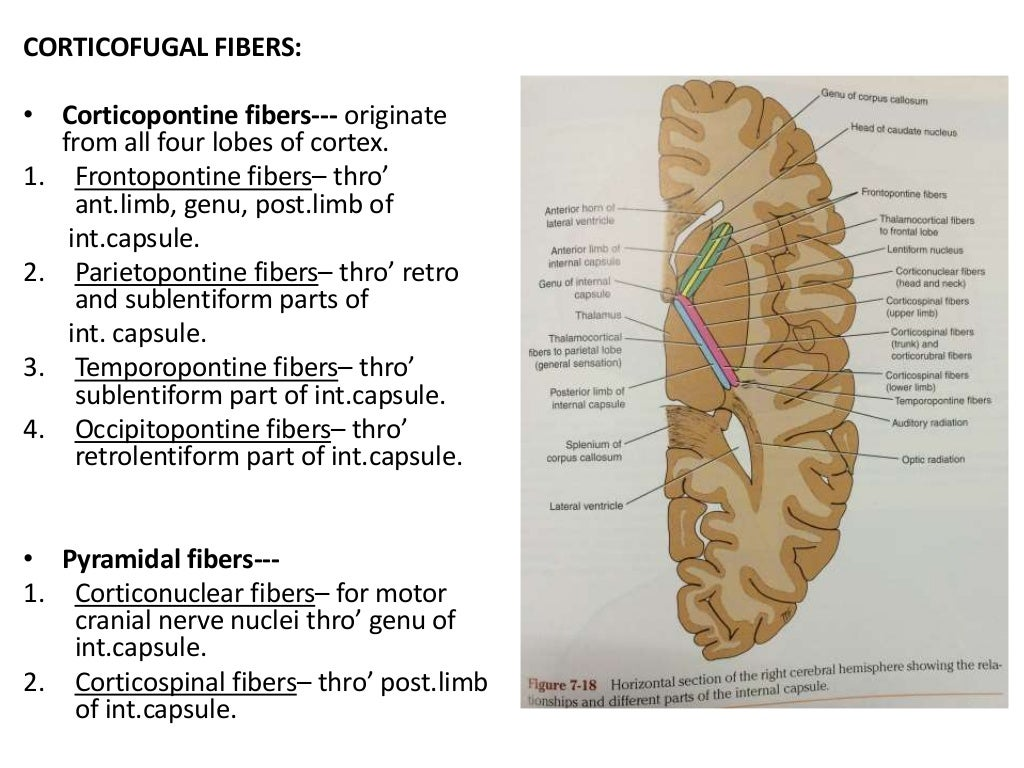 CORTICOFUGAL FIBERS:
• Corticopontine fibers--- originate
from all four lobes of cortex.
1. Frontopontine fibers– thro’
ant.limb, genu, post.limb of
int.capsule.
2. Parietopontine fibers– thro’ retro
and sublentiform parts of
int. capsule.
3. Temporopontine fibers– thro’
sublentiform part of int.capsule.
4. Occipitopontine fibers– thro’
retrolentiform part of int.capsule.
• Pyramidal fibers---
1. Corticonuclear fibers– for motor
cranial nerve nuclei thro’ genu of
int.capsule.
2. Corticospinal fibers– thro’ post.limb
of int.capsule.
Genu of corpus callosum
Head of caudate nucleus
Frontopontine fibers
Thalamocortical fibers
to frontal lobe
Lentiform nucleus
Corticonuclear fibers
(head and neck)
Corticospinal fibers
(upper limb)
Corticospinal fibers
(trunk) and
corticorubral fibers
Corticospinal fibers
(lower limb)
Temporopontine fibers
Auditory radiation
Optic radiation
Anterior horn of
lateral ventricle
Anterior limb of
internal capsule
Genu of internal
capsule
Thalamus
Thalamocortical
fibers to parietal lobe
(general sensation)
Posterior limb of
internal capsule
Splenium of
corpus callosum
Lateral ventricle
Figure 7-18 Horizontal section of the right cerebral hemisphere showing the rela-
tionships and different parts of the internal capsule.